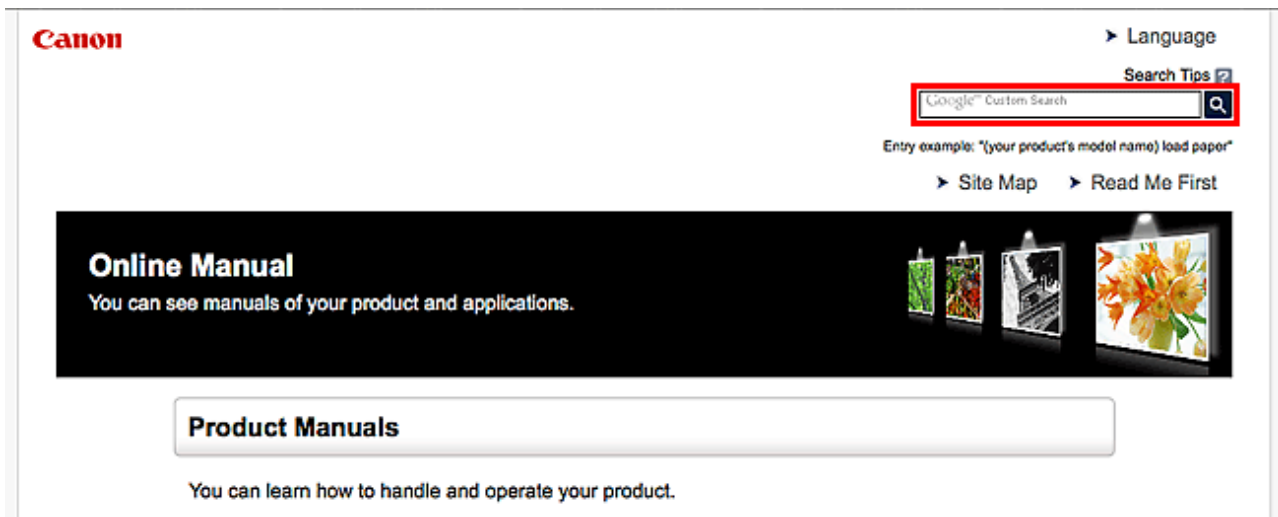 Canon
Language
Search Tips ?
Google™ Custom Search
Entry example: "(your product's model name) load paper"
Site Map Read Me First
Online Manual
You can see manuals of your product and applications.
Product Manuals
You can learn how to handle and operate your product.